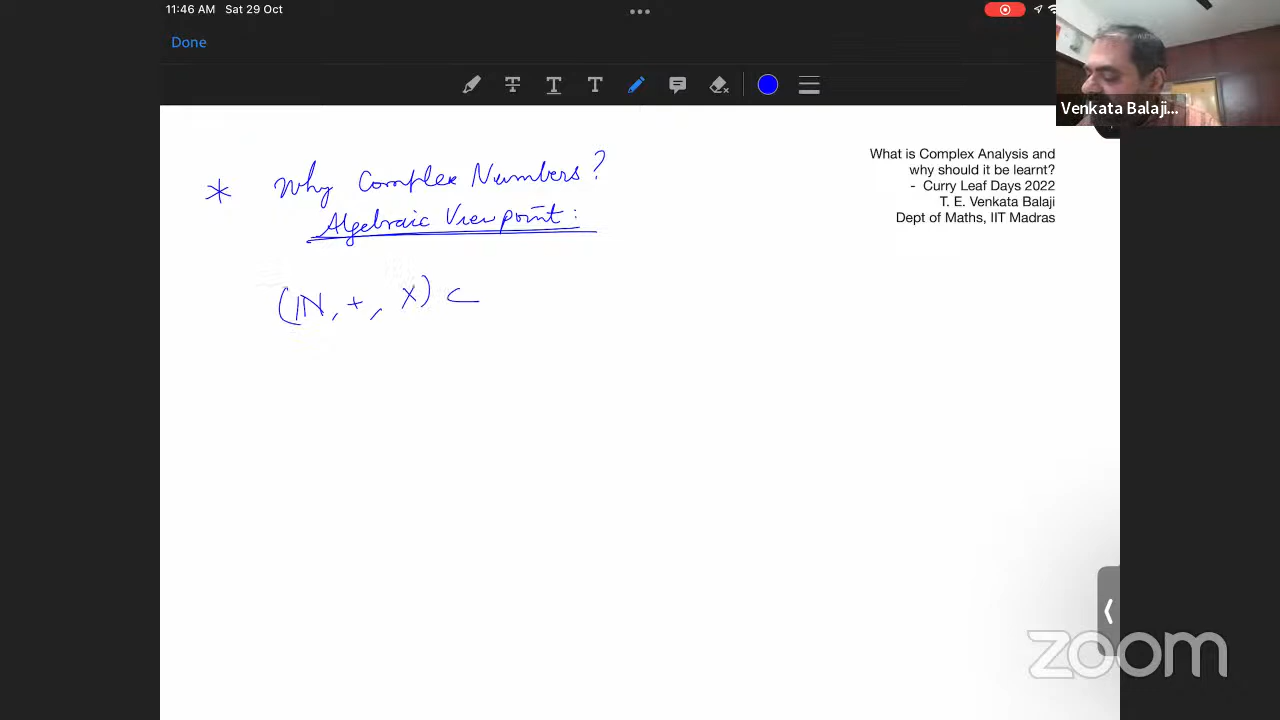 11:46 AM Sat 29 Oct
Done
Venkata Balaji...
* Why Complex Numbers?
Algebraic Viewpoint:
(ℕ, +, ×) ⊂
What is Complex Analysis and
why should it be learnt?
- Curry Leaf Days 2022
T. E. Venkata Balaji
Dept of Maths, IIT Madras
zoom